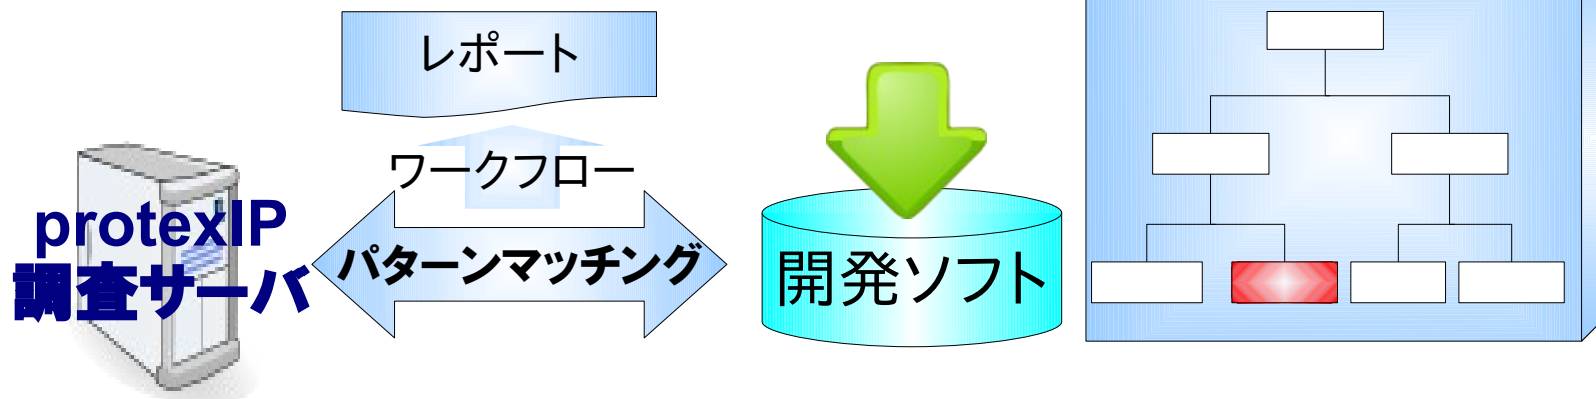 レポート
ワークフロー
protexIP
調査サーバ
パターンマッチング
開発ソフト